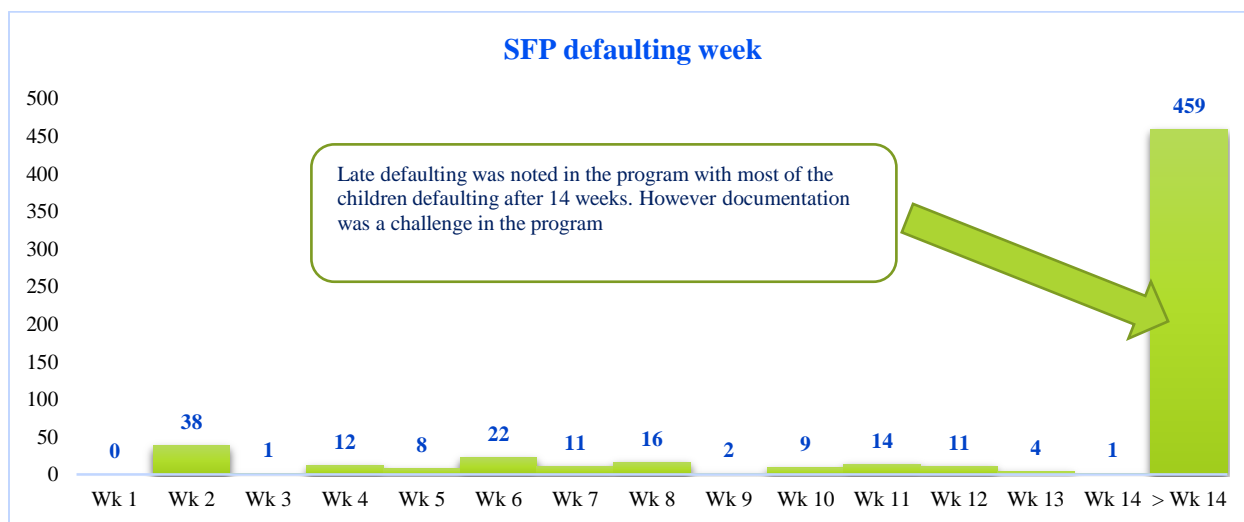 SFP defaulting week
500
450
400
350
300
250
200
150
100
50
0
Late defaulting was noted in the program with most of the
children defaulting after 14 weeks. However documentation
was a challenge in the program
0 38 1 12 8 22 11 16 2 9 14 11 4 1 459
Wk 1 Wk 2 Wk 3 Wk 4 Wk 5 Wk 6 Wk 7 Wk 8 Wk 9 Wk 10 Wk 11 Wk 12 Wk 13 Wk 14 > Wk 14